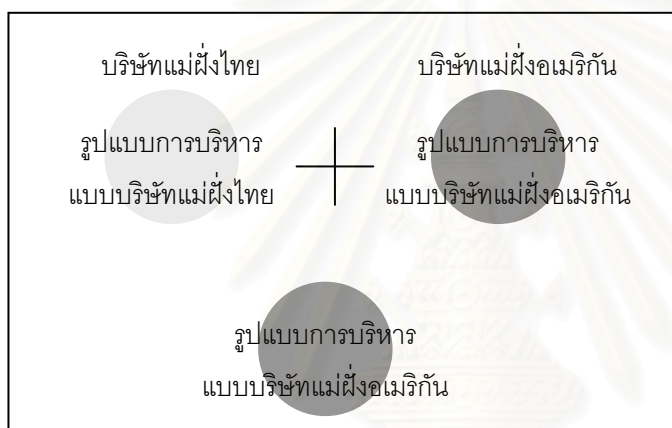 บริษัทแม่ฝั่งไทย
บริษัทแม่ฝั่งอเมริกัน
รูปแบบการบริหาร
แบบบริษัทแม่ฝั่งไทย
รูปแบบการบริหาร
แบบบริษัทแม่ฝั่งอเมริกัน
รูปแบบการบริหาร
แบบบริษัทแม่ฝั่งอเมริกัน